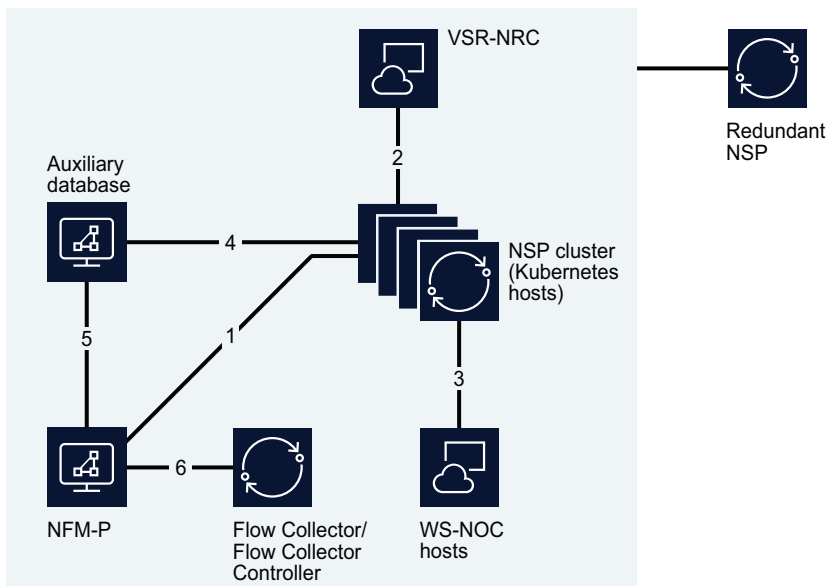 VSR-NRC
Redundant
NSP
2
Auxiliary
database
4
NSP cluster
(Kubernetes
hosts)
5
1
3
6
NFM-P
Flow Collector/
Flow Collector
Controller
WS-NOC
hosts